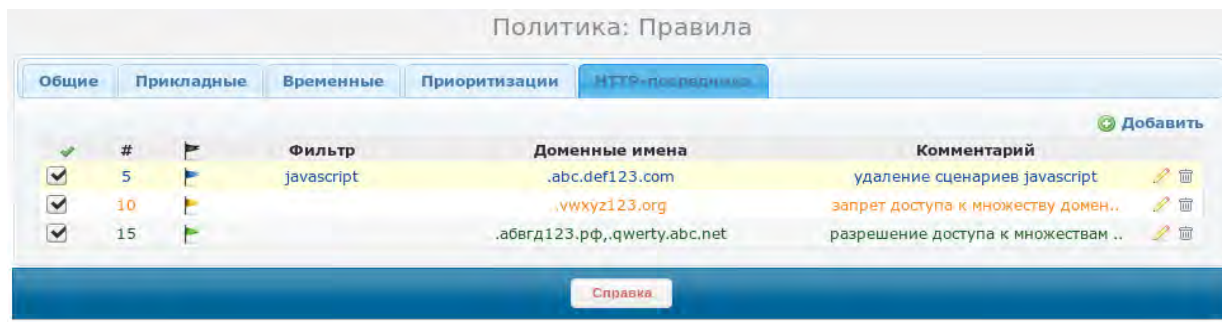 Политика: Правила
Общие Прикладные Временные Приоритизации HTTP-посредника
Добавить
# Фильтр Доменные имена Комментарий
5 javascript .abc.def123.com удаление сценариев javascript
10 .vwxyz123.org запрет доступа к множеству домен..
15 .абвгд123.рф,.qwerty.abc.net разрешение доступа к множествам ..
Справка